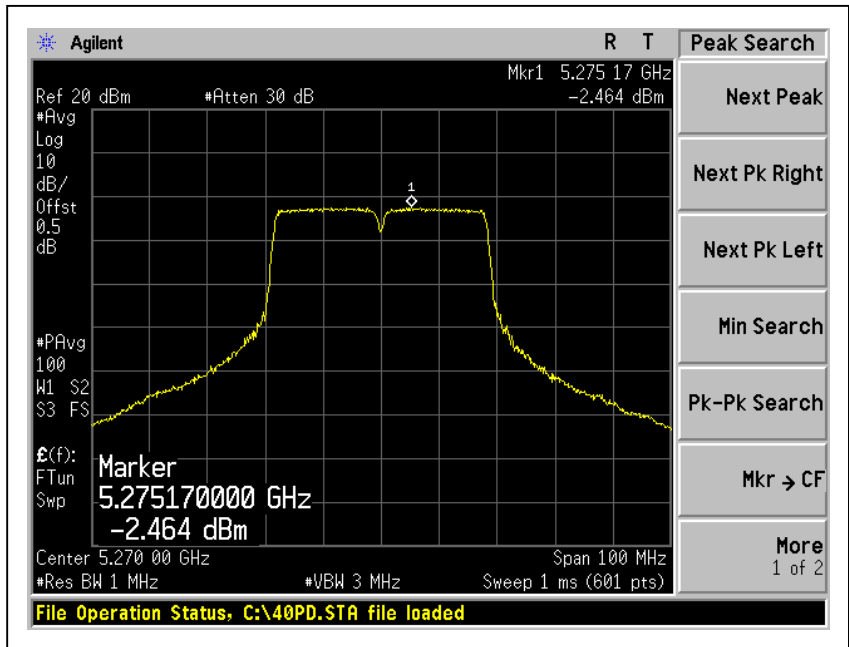 Agilent R T Peak Search
Mkr1 5.275 17 GHz
Ref 20 dBm #Atten 30 dB -2.464 dBm
#Avg
Log
10
dB/
Offst
0.5
dB
1
#PAvg
100
W1 S2
S3 FS
£(f):
FTun
Swp
Marker
5.275170000 GHz
-2.464 dBm
Center 5.270 00 GHz Span 100 MHz
#Res BW 1 MHz #VBW 3 MHz Sweep 1 ms (601 pts)
File Operation Status, C:\40PD.STA file loaded
Next Peak
Next Pk Right
Next Pk Left
Min Search
Pk-Pk Search
Mkr → CF
More
1 of 2